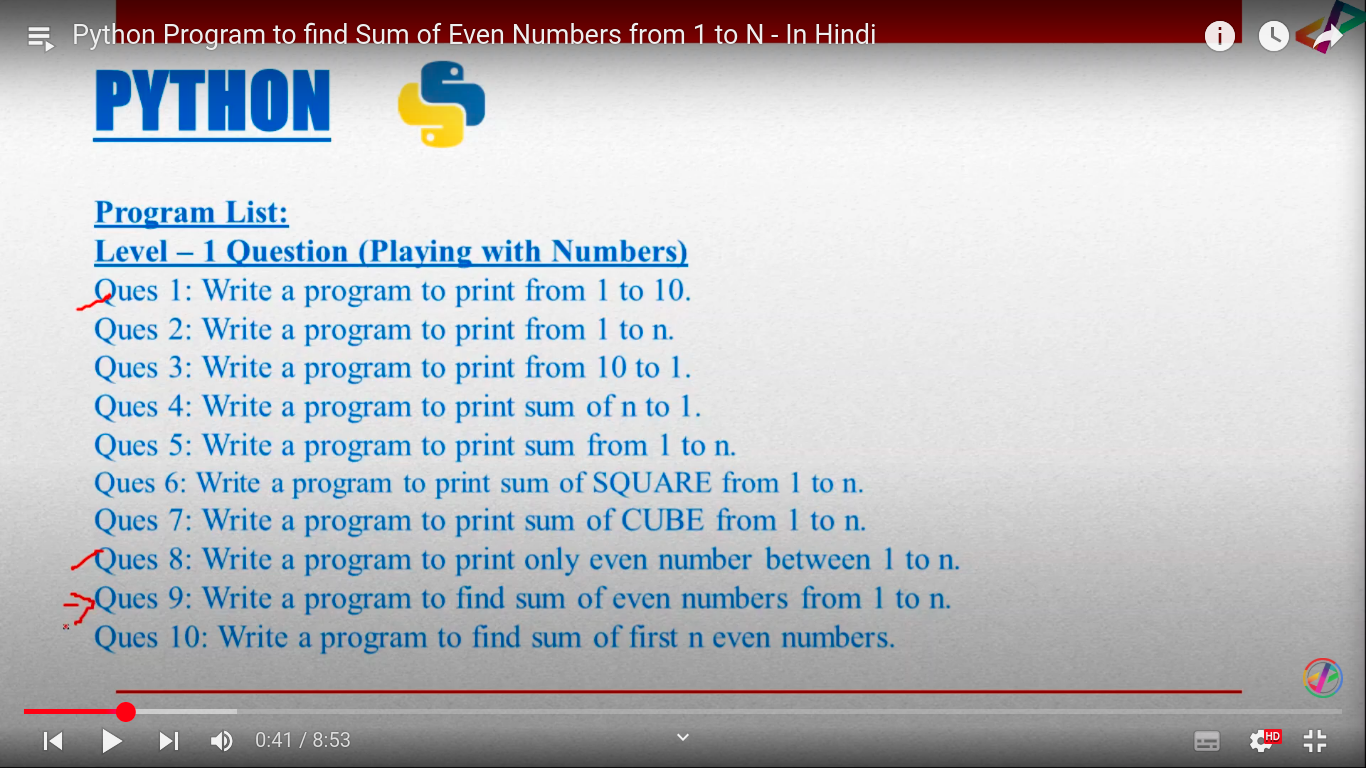 Python Program to find Sum of Even Numbers from 1 to N - In Hindi
PYTHON
Program List:
Level – 1 Question (Playing with Numbers)
Ques 1: Write a program to print from 1 to 10.
Ques 2: Write a program to print from 1 to n.
Ques 3: Write a program to print from 10 to 1.
Ques 4: Write a program to print sum of n to 1.
Ques 5: Write a program to print sum from 1 to n.
Ques 6: Write a program to print sum of SQUARE from 1 to n.
Ques 7: Write a program to print sum of CUBE from 1 to n.
Ques 8: Write a program to print only even number between 1 to n.
Ques 9: Write a program to find sum of even numbers from 1 to n.
Ques 10: Write a program to find sum of first n even numbers.
0:41 / 8:53
HD